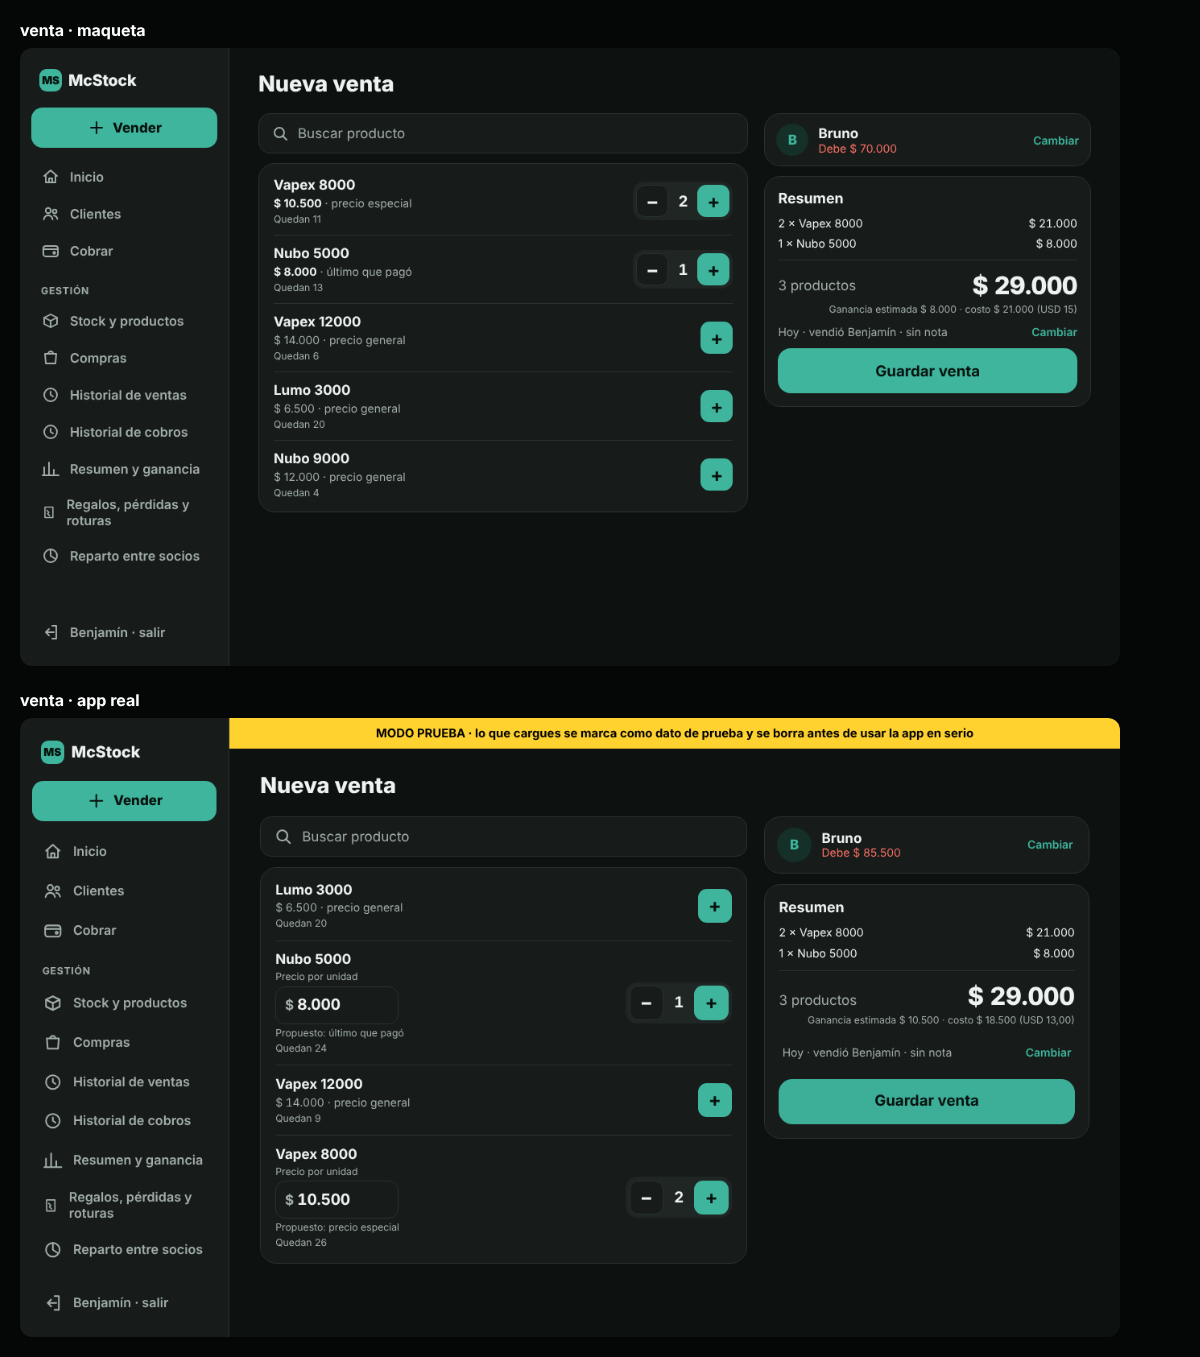 venta · maqueta
MS McStock
+ Vender
Inicio
Clientes
Cobrar
GESTIÓN
Stock y productos
Compras
Historial de ventas
Historial de cobros
Resumen y ganancia
Regalos, pérdidas y
roturas
Reparto entre socios
Benjamín · salir
Nueva venta
Buscar producto
Vapex 8000
$ 10.500 · precio especial
Quedan 11
− 2 +
Nubo 5000
$ 8.000 · último que pagó
Quedan 13
− 1 +
Vapex 12000
$ 14.000 · precio general
Quedan 6
+
Lumo 3000
$ 6.500 · precio general
Quedan 20
+
Nubo 9000
$ 12.000 · precio general
Quedan 4
+
B
Bruno
Debe $ 70.000
Cambiar
Resumen
2 × Vapex 8000 $ 21.000
1 × Nubo 5000 $ 8.000
3 productos $ 29.000
Ganancia estimada $ 8.000 · costo $ 21.000 (USD 15)
Hoy · vendió Benjamín · sin nota Cambiar
Guardar venta
venta · app real
MS McStock
+ Vender
Inicio
Clientes
Cobrar
GESTIÓN
Stock y productos
Compras
Historial de ventas
Historial de cobros
Resumen y ganancia
Regalos, pérdidas y
roturas
Reparto entre socios
Benjamín · salir
MODO PRUEBA · lo que cargues se marca como dato de prueba y se borra antes de usar la app en serio
Nueva venta
Buscar producto
Lumo 3000
$ 6.500 · precio general
Quedan 20
+
Nubo 5000
Precio por unidad
$ 8.000
Propuesto: último que pagó
Quedan 24
− 1 +
Vapex 12000
$ 14.000 · precio general
Quedan 9
+
Vapex 8000
Precio por unidad
$ 10.500
Propuesto: precio especial
Quedan 26
− 2 +
B
Bruno
Debe $ 85.500
Cambiar
Resumen
2 × Vapex 8000 $ 21.000
1 × Nubo 5000 $ 8.000
3 productos $ 29.000
Ganancia estimada $ 10.500 · costo $ 18.500 (USD 13,00)
Hoy · vendió Benjamín · sin nota Cambiar
Guardar venta